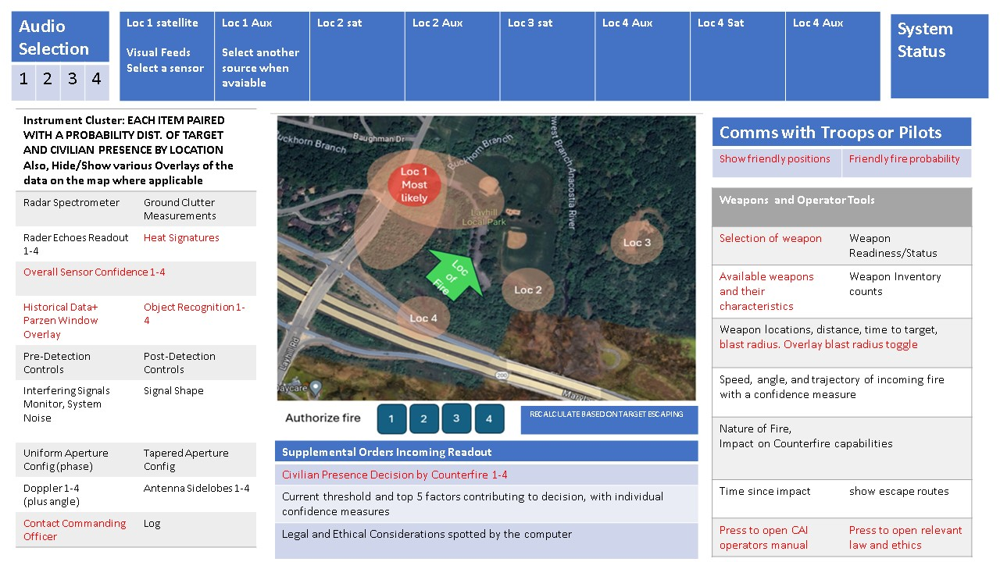 Audio
Selection
1 2 3 4
Loc 1 satellite
Visual Feeds
Select a sensor
Loc 1 Aux
Select another
source when
avaiable
Loc 2 sat
Loc 2 Aux
Loc 3 sat
Loc 4 Aux
Loc 4 Sat
Loc 4 Aux
System
Status
Instrument Cluster: EACH ITEM PAIRED
WITH A PROBABILITY DIST. OF TARGET
AND CIVILIAN PRESENCE BY LOCATION
Also, Hide/Show various Overlays of the
data on the map where applicable
Radar Spectrometer
Ground Clutter
Measurements
Rader Echoes Readout
1-4
Heat Signatures
Overall Sensor Confidence 1-4
Historical Data+
Parzen Window
Overlay
Object Recognition 1-
4
Pre-Detection
Controls
Post-Detection
Controls
Interfering Signals
Monitor, System
Noise
Signal Shape
Uniform Aperture
Config (phase)
Tapered Aperture
Config
Doppler 1-4
(plus angle)
Antenna Sidelobes 1-4
Contact Commanding
Officer
Log
uckhorn Branch
Baughman Dr
Buckhorn Branch
west Branch Anacostia River
Loc 1
Most
likely
Layhill
Local Park
Loc 3
Loc
of
Fire
Loc 2
Loc 4
Layhill Rd
200
Daycare
Maryla
Authorize fire
1 2 3 4
RECALCULATE BASED ON TARGET ESCAPING
Supplemental Orders Incoming Readout
Civilian Presence Decision by Counterfire 1-4
Current threshold and top 5 factors contributing to decision, with individual
confidence measures
Legal and Ethical Considerations spotted by the computer
Comms with Troops or Pilots
Show friendly positions
Friendly fire probability
Weapons and Operator Tools
Selection of weapon
Weapon
Readiness/Status
Available weapons
and their
characteristics
Weapon Inventory
counts
Weapon locations, distance, time to target,
blast radius. Overlay blast radius toggle
Speed, angle, and trajectory of incoming fire
with a confidence measure
Nature of Fire,
Impact on Counterfire capabilities
Time since impact
show escape routes
Press to open CAI
operators manual
Press to open relevant
law and ethics